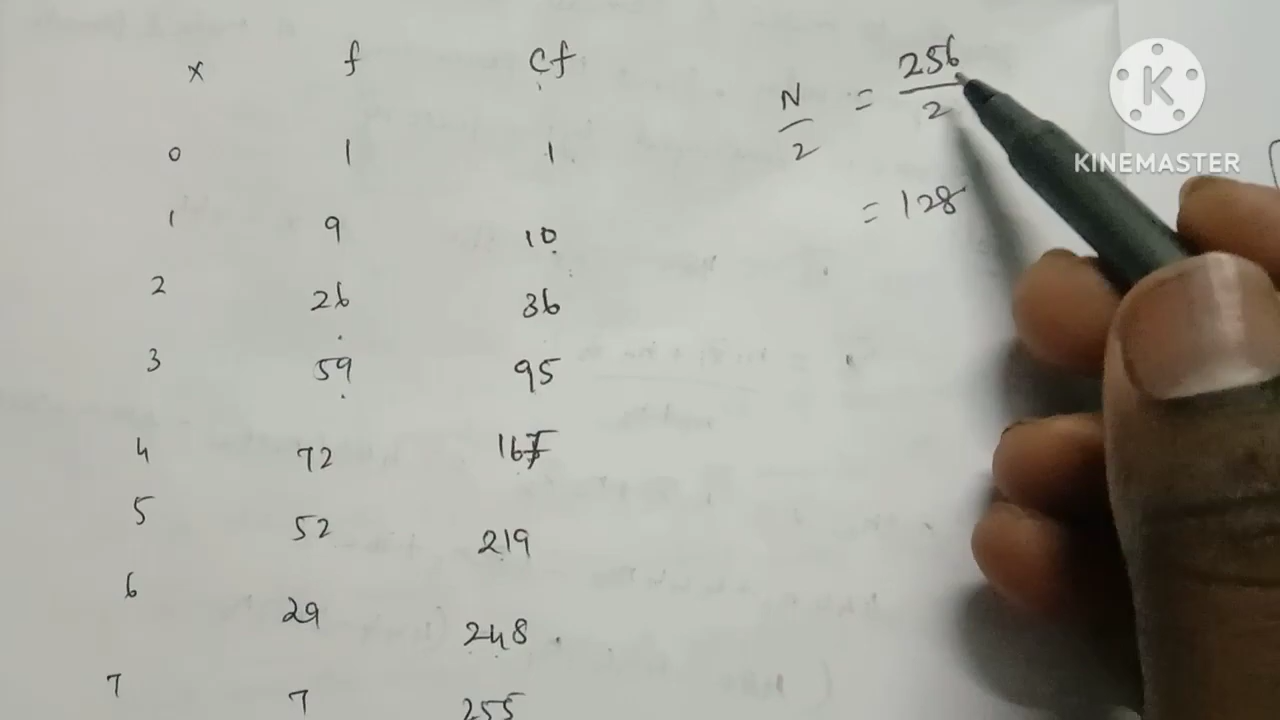 x f cf
0 1 1
1 9 10
2 26 36
3 59 95
4 72 167
5 52 219
6 29 248
7 7 255
N/2 = 256/2
= 128
K
KINEMASTER